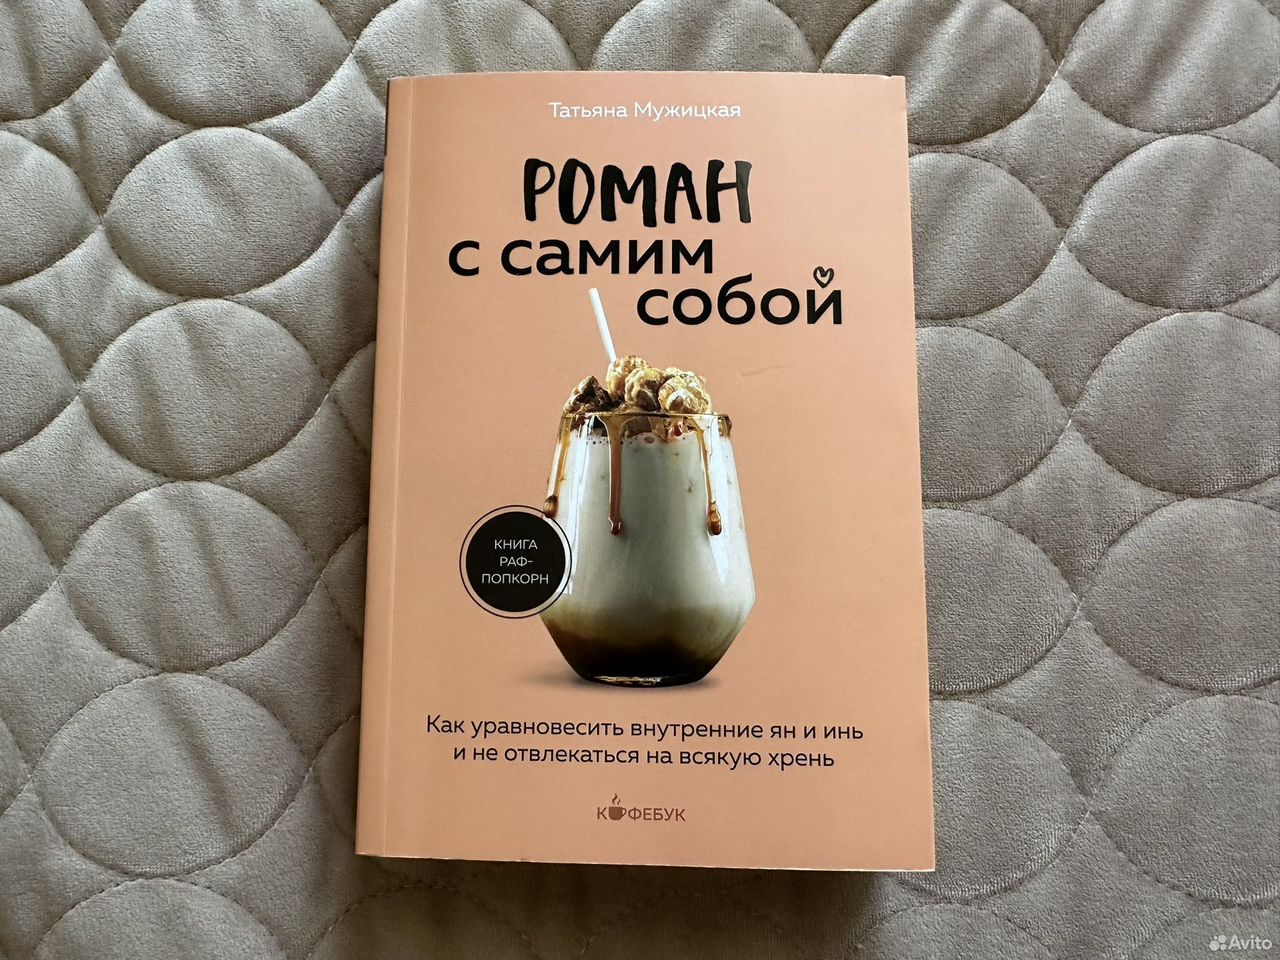 Татьяна Мужицкая
РОМАН
с самим
собой
КНИГА
РАФ-
ПОПКОРН
Как уравновесить внутренние ян и инь
и не отвлекаться на всякую хрень
КОФЕБУК
Avito